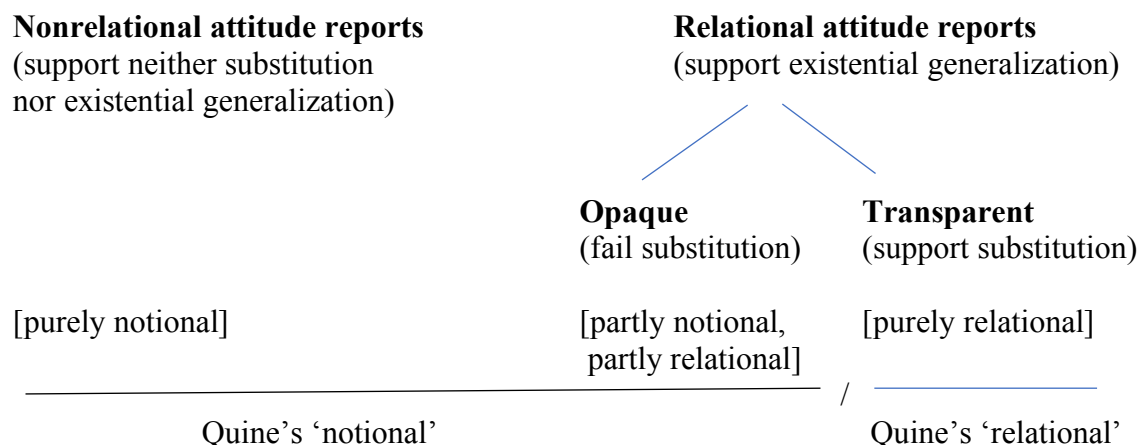 Nonrelational attitude reports
(support neither substitution
nor existential generalization)
Relational attitude reports
(support existential generalization)
Opaque
(fail substitution)
Transparent
(support substitution)
[purely notional]
[partly notional,
partly relational]
[purely relational]
/
Quine’s ‘notional’
Quine’s ‘relational’